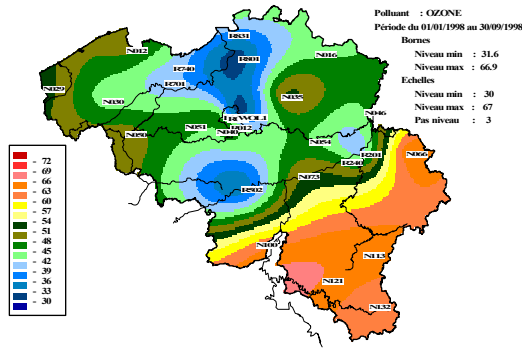 Polluant : OZONE
Période du 01/01/1998 au 30/09/1998
Bornes
Niveau min : 31.6
Niveau max : 66.9
Echelles
Niveau min : 30
Niveau max : 67
Pas niveau : 3
R831
N012
R801
N016
R740
R701
N029
N035
N030
N046
WOL1
N051
R012
N040
N050
N054
R201
N066
R240
N073
R502
N100
N113
N121
N132
- 72
- 69
- 66
- 63
- 60
- 57
- 54
- 51
- 48
- 45
- 42
- 39
- 36
- 33
- 30